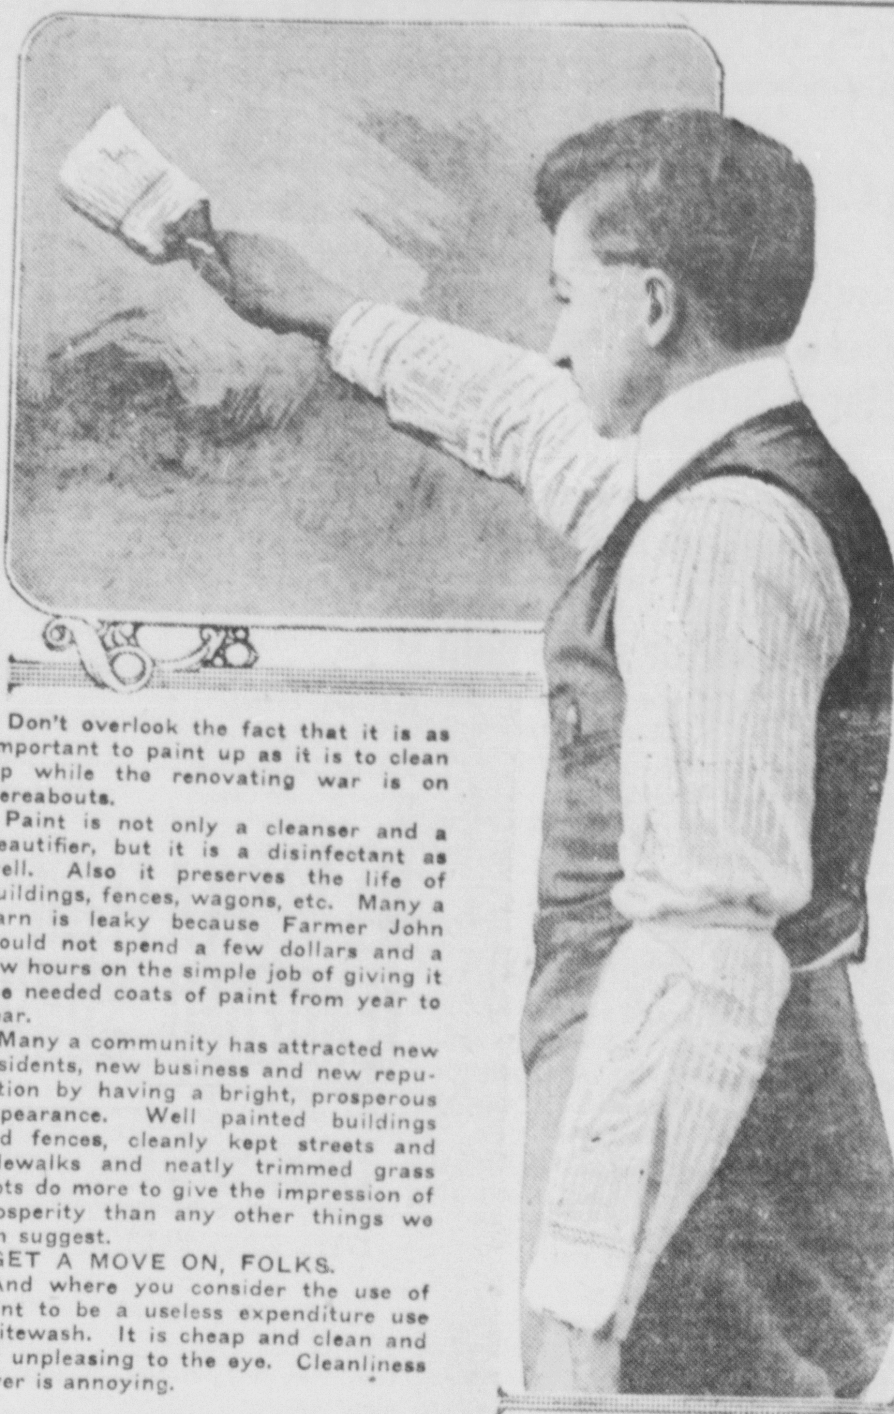 Don't overlook the fact that it is as
mportant to paint up as it is to clean
p while the renovating war is on
ereabouts.
Paint is not only a cleanser and a
eautifier, but it is a disinfectant as
ell. Also it preserves the life of
uildings, fences, wagons, etc. Many a
arn is leaky because Farmer John
ould not spend a few dollars and a
w hours on the simple job of giving it
e needed coats of paint from year to
ar.
Many a community has attracted new
sidents, new business and new repu-
tion by having a bright, prosperous
pearance. Well painted buildings
d fences, cleanly kept streets and
lewalks and neatly trimmed grass
ots do more to give the impression of
osperity than any other things we
n suggest.
GET A MOVE ON, FOLKS.
And where you consider the use of
nt to be a useless expenditure use
itewash. It is cheap and clean and
unpleasing to the eye. Cleanliness
er is annoying.